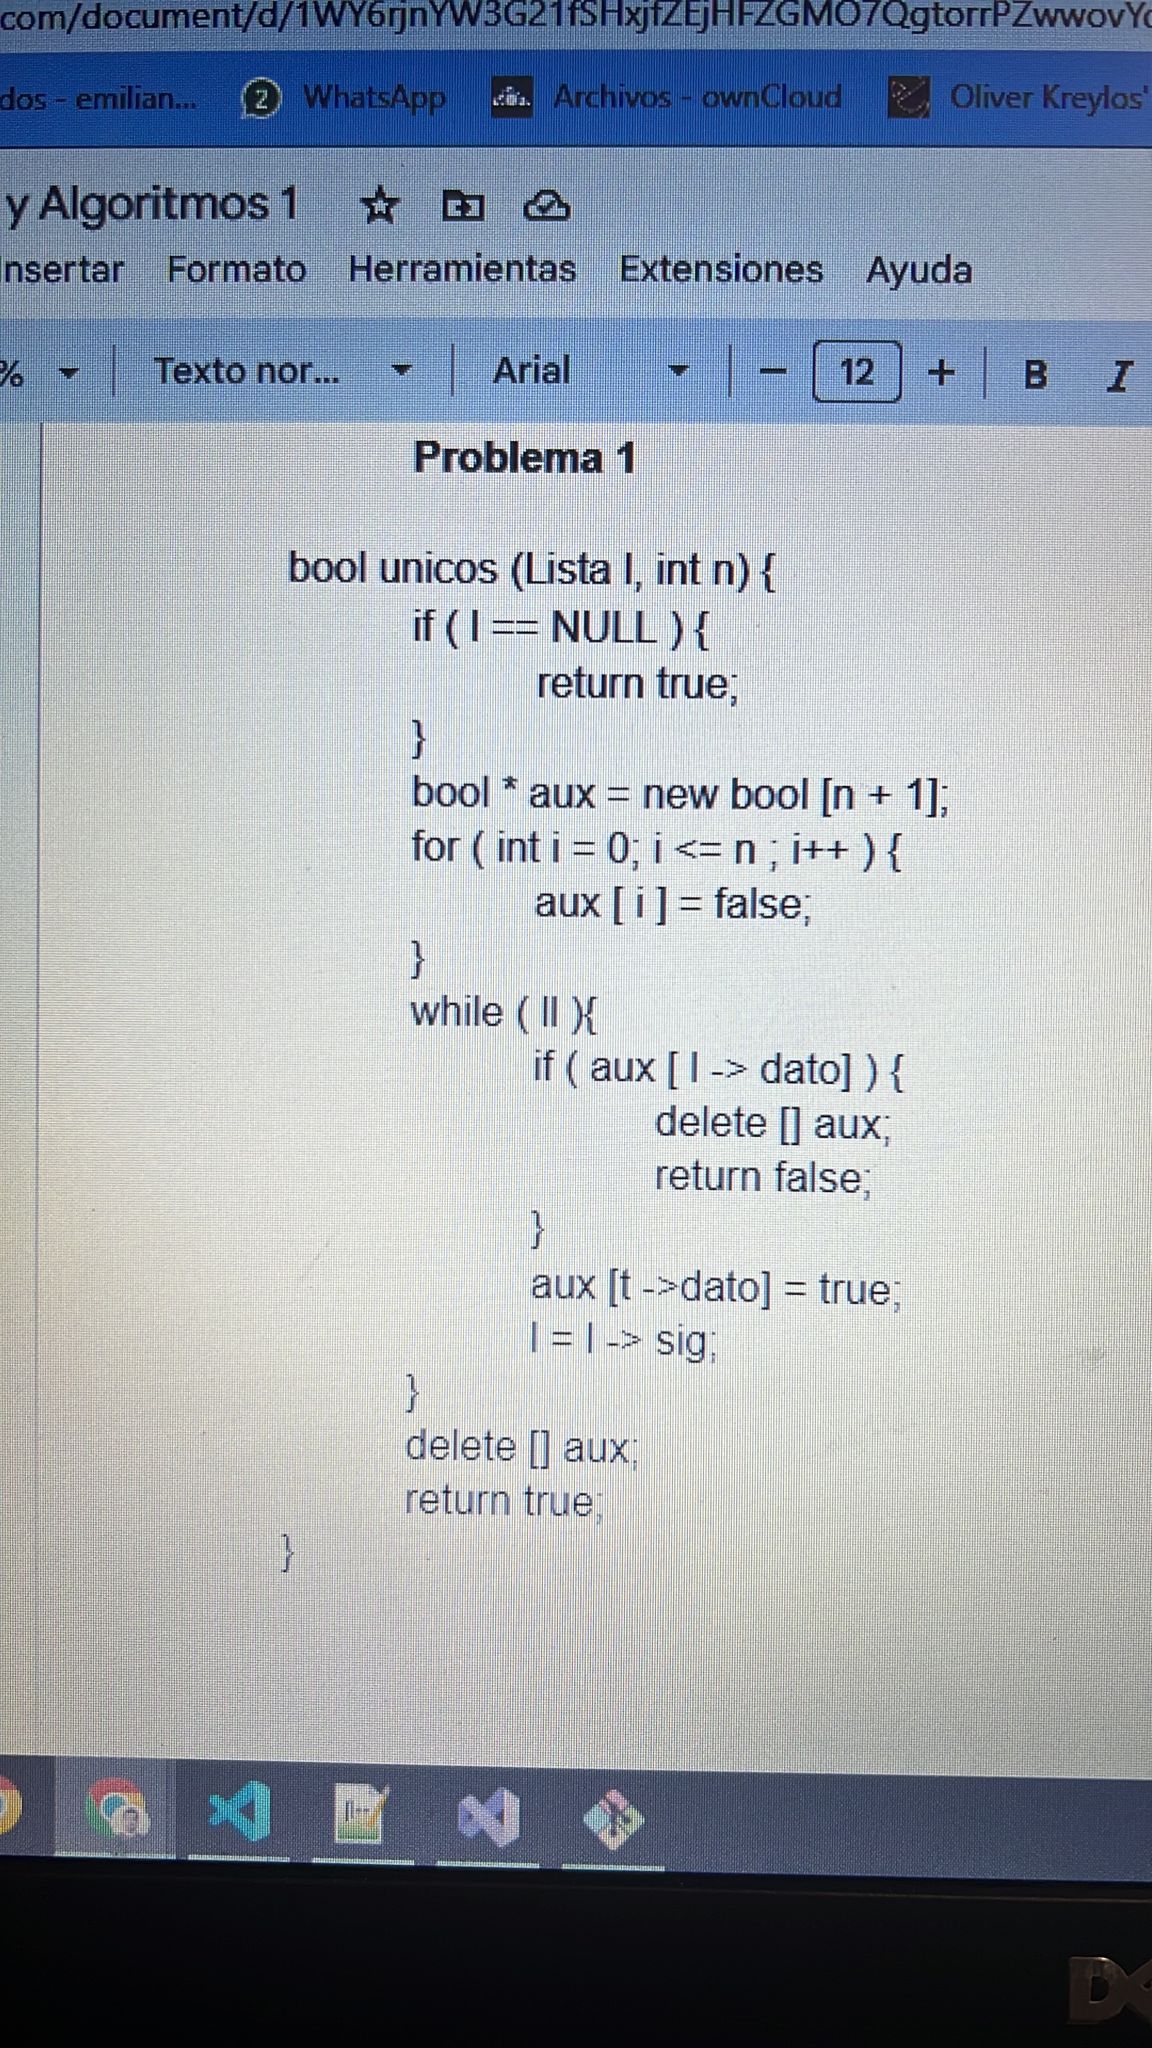 com/document/d/1WY6rjnYW3G21fSHxjfZEjHFZGMO7QgtorrPZwwovY
dos - emilian... 2 WhatsApp Archivos - ownCloud Oliver Kreylos'
y Algoritmos 1
Insertar Formato Herramientas Extensiones Ayuda
% Texto nor... Arial − 12 + B I
Problema 1
bool unicos (Lista l, int n) {
if ( l == NULL ) {
return true;
}
bool * aux = new bool [n + 1];
for ( int i = 0; i <= n ; i++ ) {
aux [ i ] = false;
}
while ( ll ){
if ( aux [ l -> dato] ) {
delete [] aux;
return false;
}
aux [t ->dato] = true;
l = l -> sig;
}
delete [] aux;
return true;
}